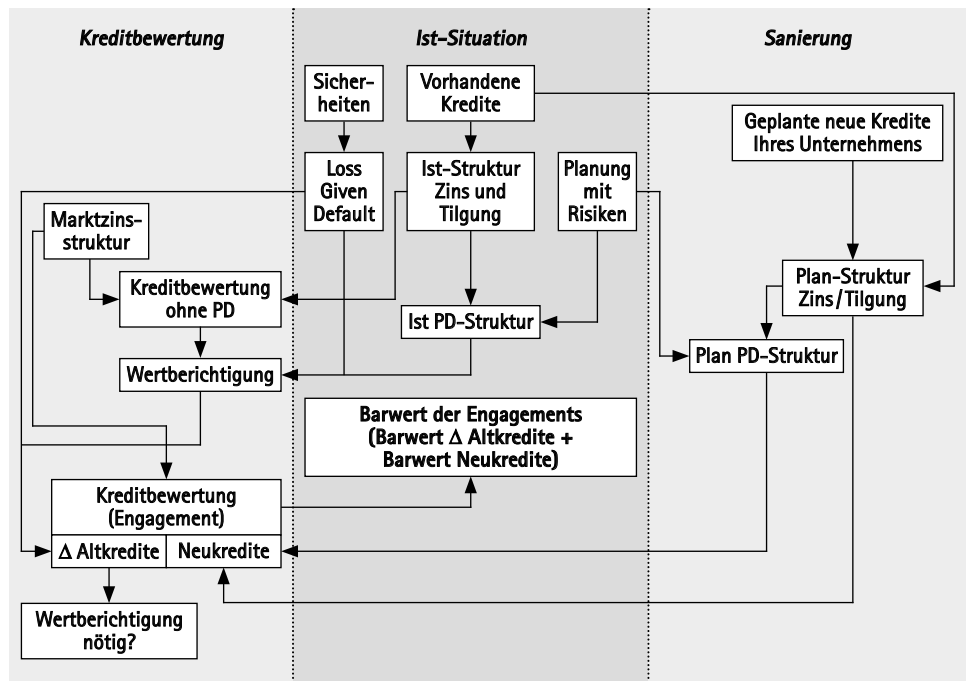 Kreditbewertung
Ist-Situation
Sanierung
Sicher-
heiten
Vorhandene
Kredite
Geplante neue Kredite
Ihres Unternehmens
Loss
Given
Default
Ist-Struktur
Zins und
Tilgung
Planung
mit
Risiken
Marktzins-
struktur
Kreditbewertung
ohne PD
Plan-Struktur
Zins/Tilgung
Ist PD-Struktur
Plan PD-Struktur
Wertberichtigung
Barwert der Engagements
(Barwert Δ Altkredite +
Barwert Neukredite)
Kreditbewertung
(Engagement)
Δ Altkredite
Neukredite
Wertberichtigung
nötig?